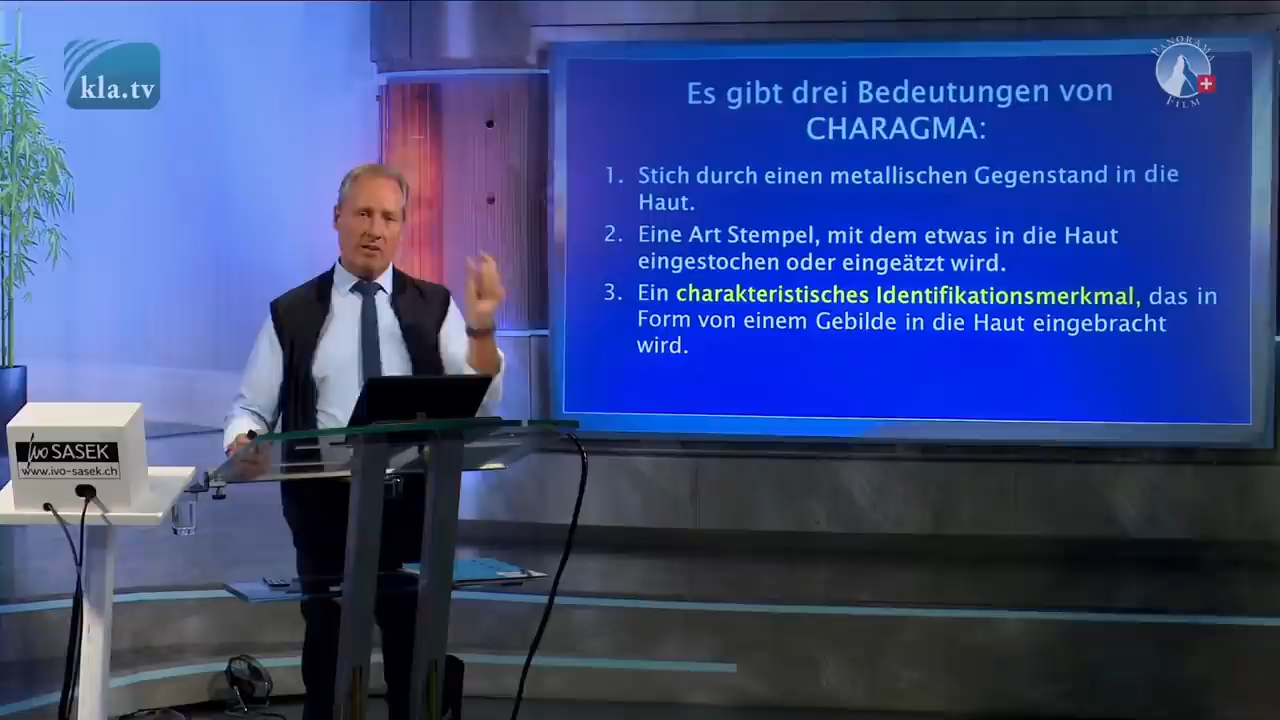 kla.tv
PANORAMA
FILM
Es gibt drei Bedeutungen von
CHARAGMA:
1. Stich durch einen metallischen Gegenstand in die
Haut.
2. Eine Art Stempel, mit dem etwas in die Haut
eingestochen oder eingeätzt wird.
3. Ein charakteristisches Identifikationsmerkmal, das in
Form von einem Gebilde in die Haut eingebracht
wird.
Ivo SASEK
www.ivo-sasek.ch